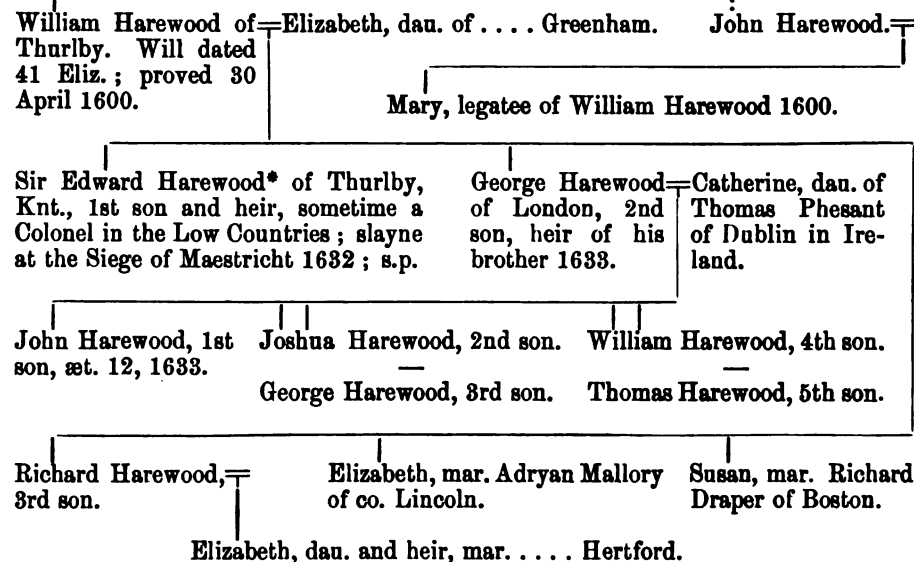 William Harewood of Elizabeth, dau. of . . . . Greenham.
Thurlby. Will dated
41 Eliz.; proved 30
April 1600.
John Harewood.
Mary, legatee of William Harewood 1600.
Sir Edward Harewood* of Thurlby,
Knt., 1st son and heir, sometime a
Colonel in the Low Countries; slayne
at the Siege of Maestricht 1632; s.p.
George Harewood
of London, 2nd
son, heir of his
brother 1633.
Catherine, dau. of
Thomas Phesant
of Dublin in Ire-
land.
John Harewood, 1st
son, æt. 12, 1633.
Joshua Harewood, 2nd son.
George Harewood, 3rd son.
William Harewood, 4th son.
Thomas Harewood, 5th son.
Richard Harewood,
3rd son.
Elizabeth, mar. Adryan Mallory
of co. Lincoln.
Susan, mar. Richard
Draper of Boston.
Elizabeth, dau. and heir, mar. . . . . Hertford.